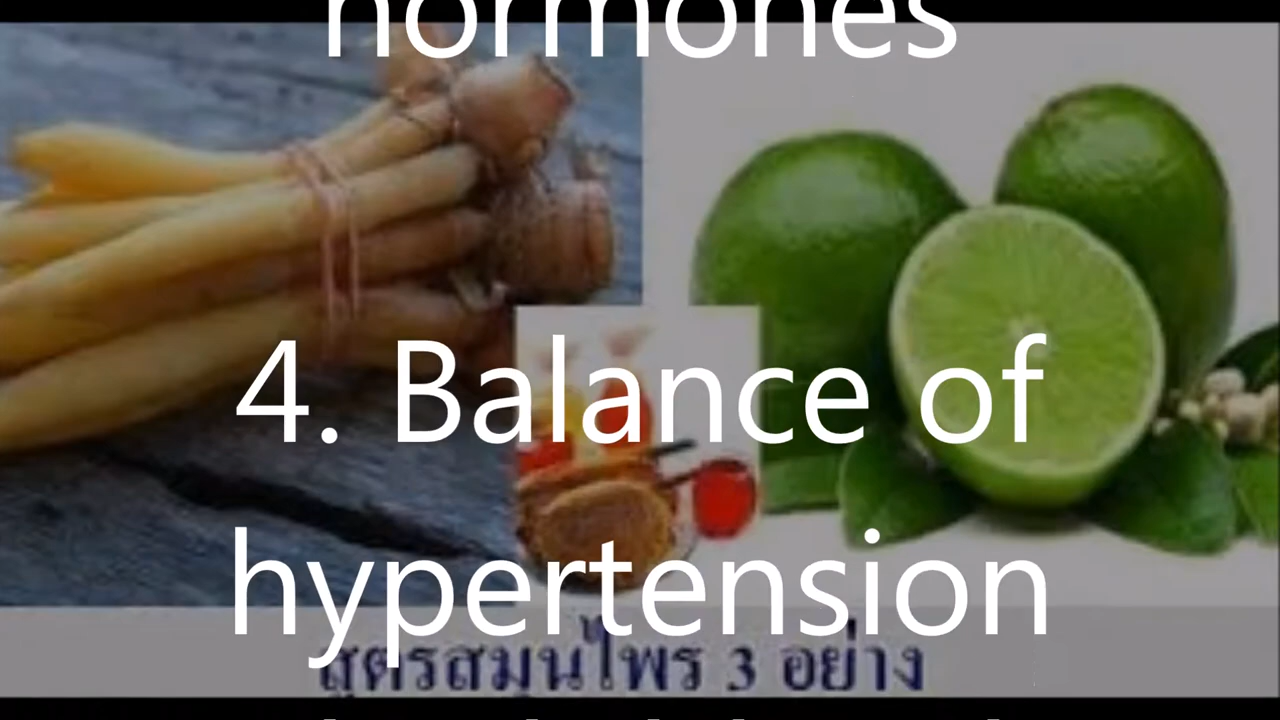 hormones
4. Balance of
hypertension
สูตรสมุนไพร 3 อย่าง